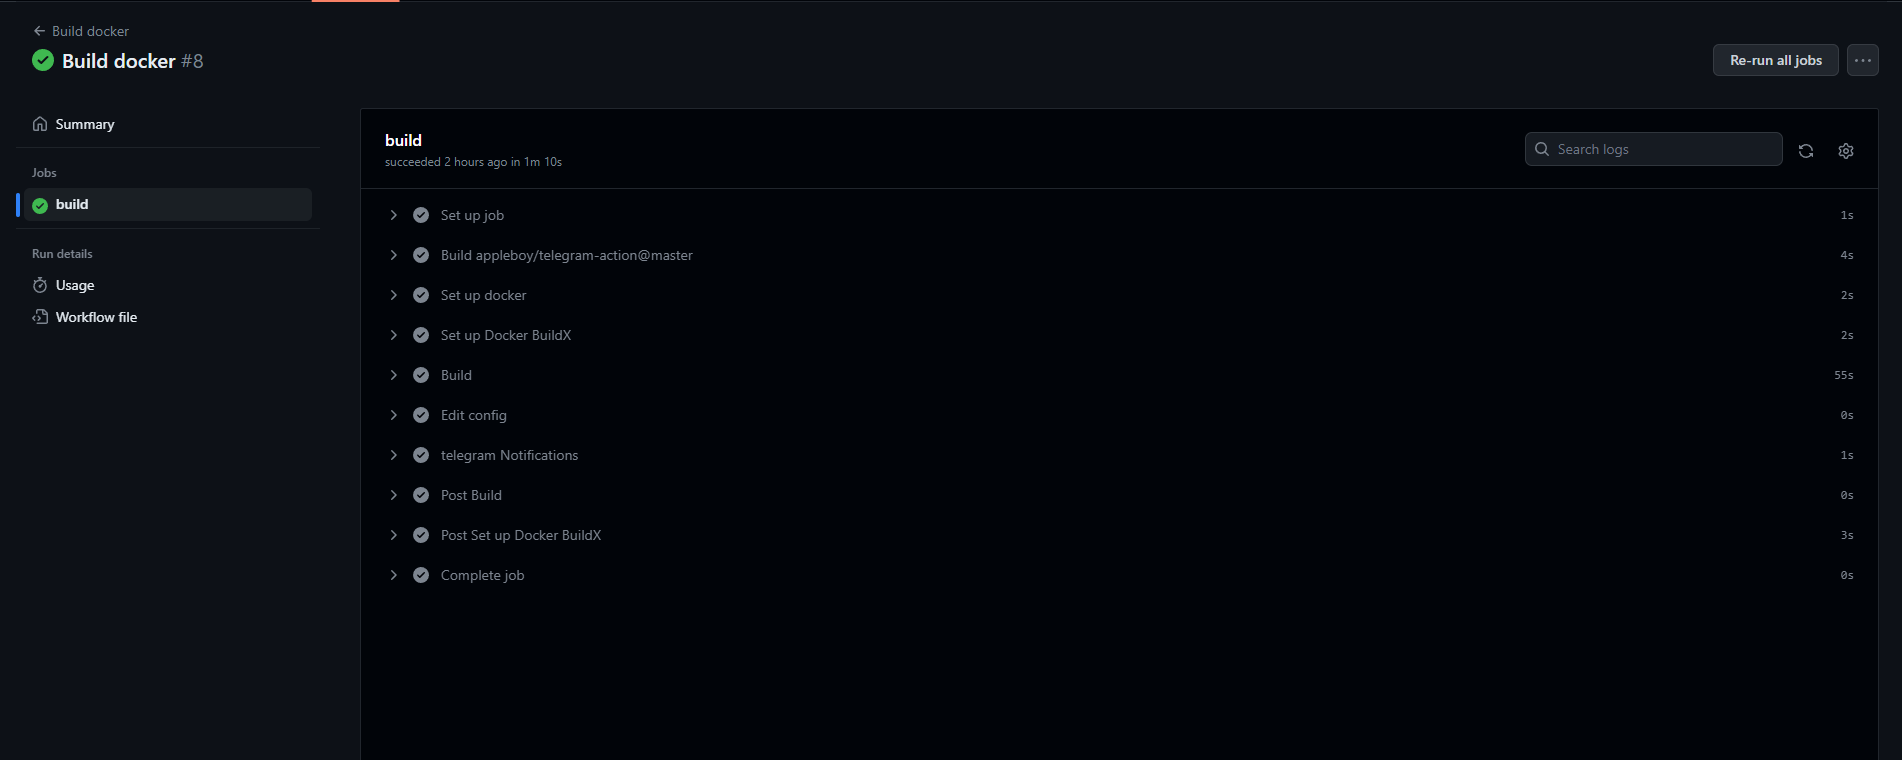 Build docker
Build docker #8
Re-run all jobs
Summary
Jobs
build
Run details
Usage
Workflow file
build
succeeded 2 hours ago in 1m 10s
Search logs
Set up job 1s
Build appleboy/telegram-action@master 4s
Set up docker 2s
Set up Docker BuildX 2s
Build 55s
Edit config 0s
telegram Notifications 1s
Post Build 0s
Post Set up Docker BuildX 3s
Complete job 0s